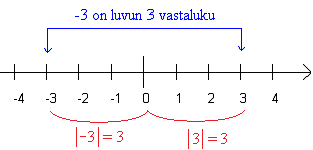 -3 on luvun 3 vastaluku
-4 -3 -2 -1 0 1 2 3 4
|-3|=3 |3|=3